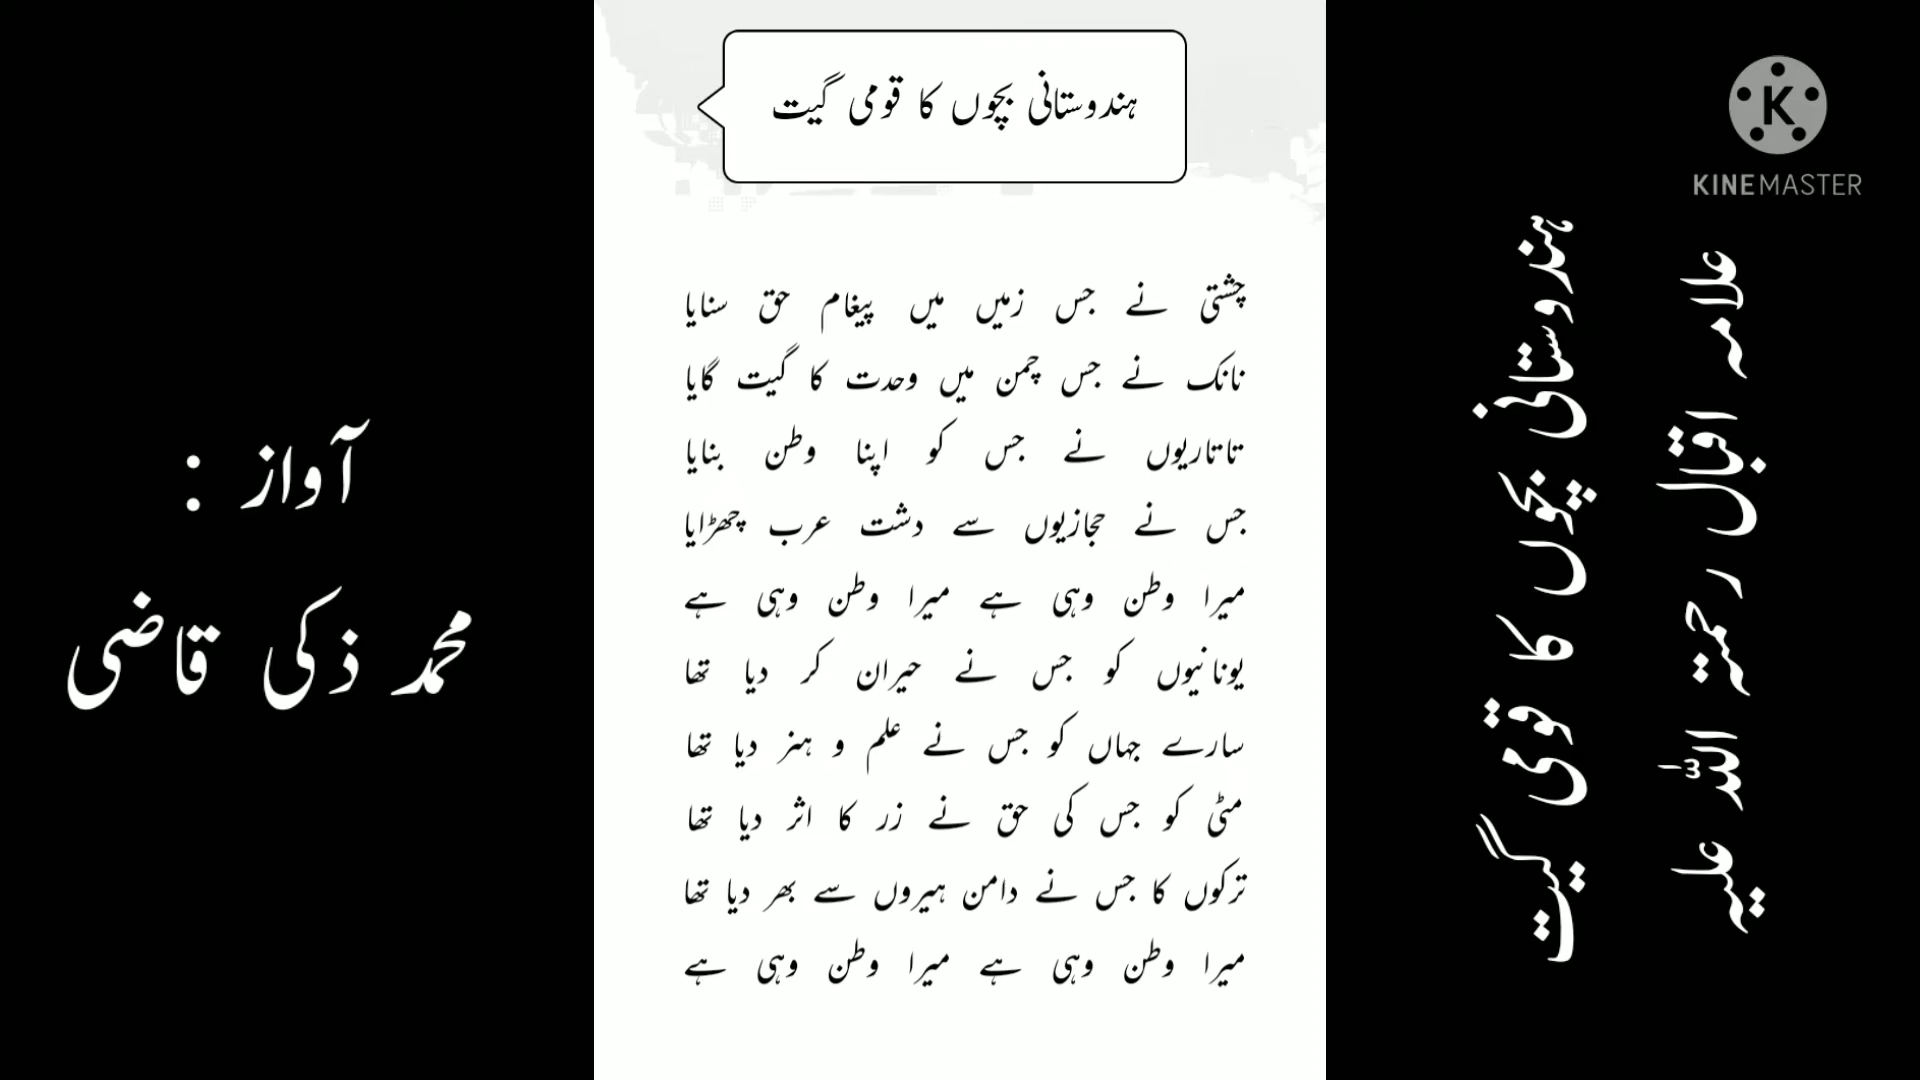 ہندوستانی بچوں کا قومی گیت
چشتی نے جس زمیں میں پیغام حق سنایا
نانک نے جس چمن میں وحدت کا گیت گایا
تاتاریوں نے جس کو اپنا وطن بنایا
جس نے حجازیوں سے دشت عرب چھڑایا
میرا وطن وہی ہے میرا وطن وہی ہے
یونانیوں کو جس نے حیران کر دیا تھا
سارے جہاں کو جس نے علم و ہنر دیا تھا
مٹی کو جس کی حق نے زر کا اثر دیا تھا
ترکوں کا جس نے دامن ہیروں سے بھر دیا تھا
میرا وطن وہی ہے میرا وطن وہی ہے
KINEMASTER
علامہ اقبال رحمۃ اللہ علیہ
ہندوستانی بچوں کا قومی گیت
آواز :
محمد ذکی قاضی